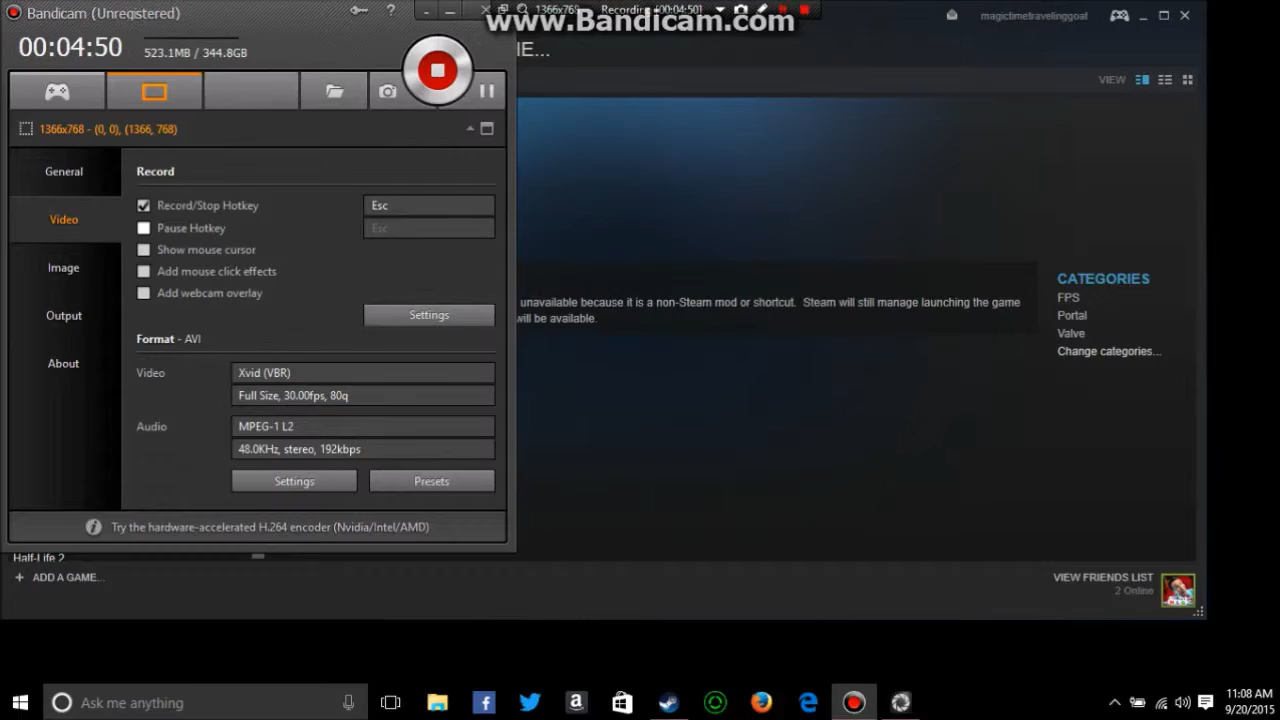 Bandicam (Unregistered)
1366x768
Recording [00:04:50]
www.Bandicam.com
magictimetravelinggoat
00:04:50
523.1MB / 344.8GB
E...
VIEW
1366x768 - (0, 0), (1366, 768)
General
Video
Image
Output
About
Record
Record/Stop Hotkey
Esc
Pause Hotkey
Esc
Show mouse cursor
Add mouse click effects
Add webcam overlay
Settings
Format - AVI
Video
Xvid (VBR)
Full Size, 30.00fps, 80q
Audio
MPEG-1 L2
48.0KHz, stereo, 192kbps
Settings
Presets
Try the hardware-accelerated H.264 encoder (Nvidia/Intel/AMD)
unavailable because it is a non-Steam mod or shortcut. Steam will still manage launching the game
will be available.
CATEGORIES
FPS
Portal
Valve
Change categories...
Half-Life 2
+ ADD A GAME...
VIEW FRIENDS LIST
2 Online
Ask me anything
11:08 AM
9/20/2015